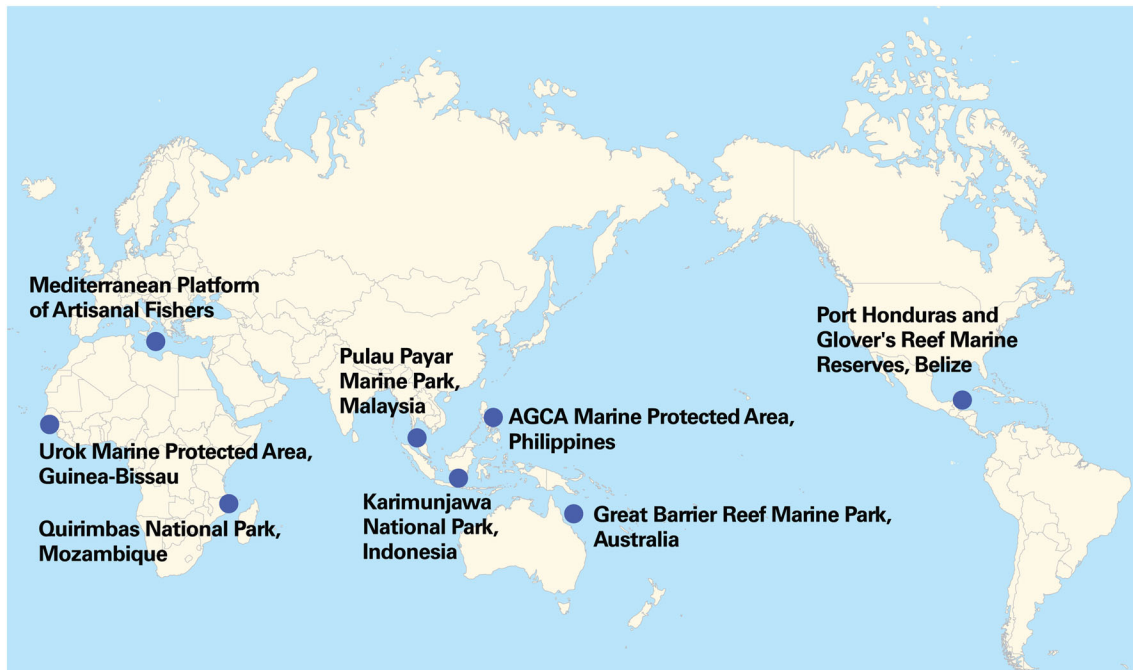 Mediterranean Platform
of Artisanal Fishers
Port Honduras and
Glover's Reef Marine
Reserves, Belize
Pulau Payar
Marine Park,
Malaysia
AGCA Marine Protected Area,
Philippines
Urok Marine Protected Area,
Guinea-Bissau
Karimunjawa
National Park,
Indonesia
Great Barrier Reef Marine Park,
Australia
Quirimbas National Park,
Mozambique